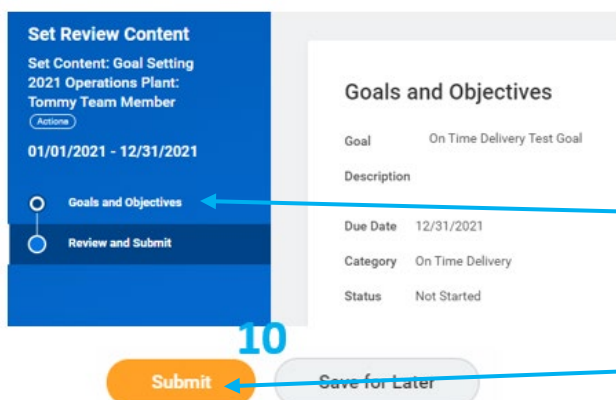 Set Review Content
Set Content: Goal Setting
2021 Operations Plant:
Tommy Team Member
Actions
01/01/2021 - 12/31/2021
Goals and Objectives
Review and Submit
Goals and Objectives
Goal On Time Delivery Test Goal
Description
Due Date 12/31/2021
Category On Time Delivery
Status Not Started
10
Submit Save for Later